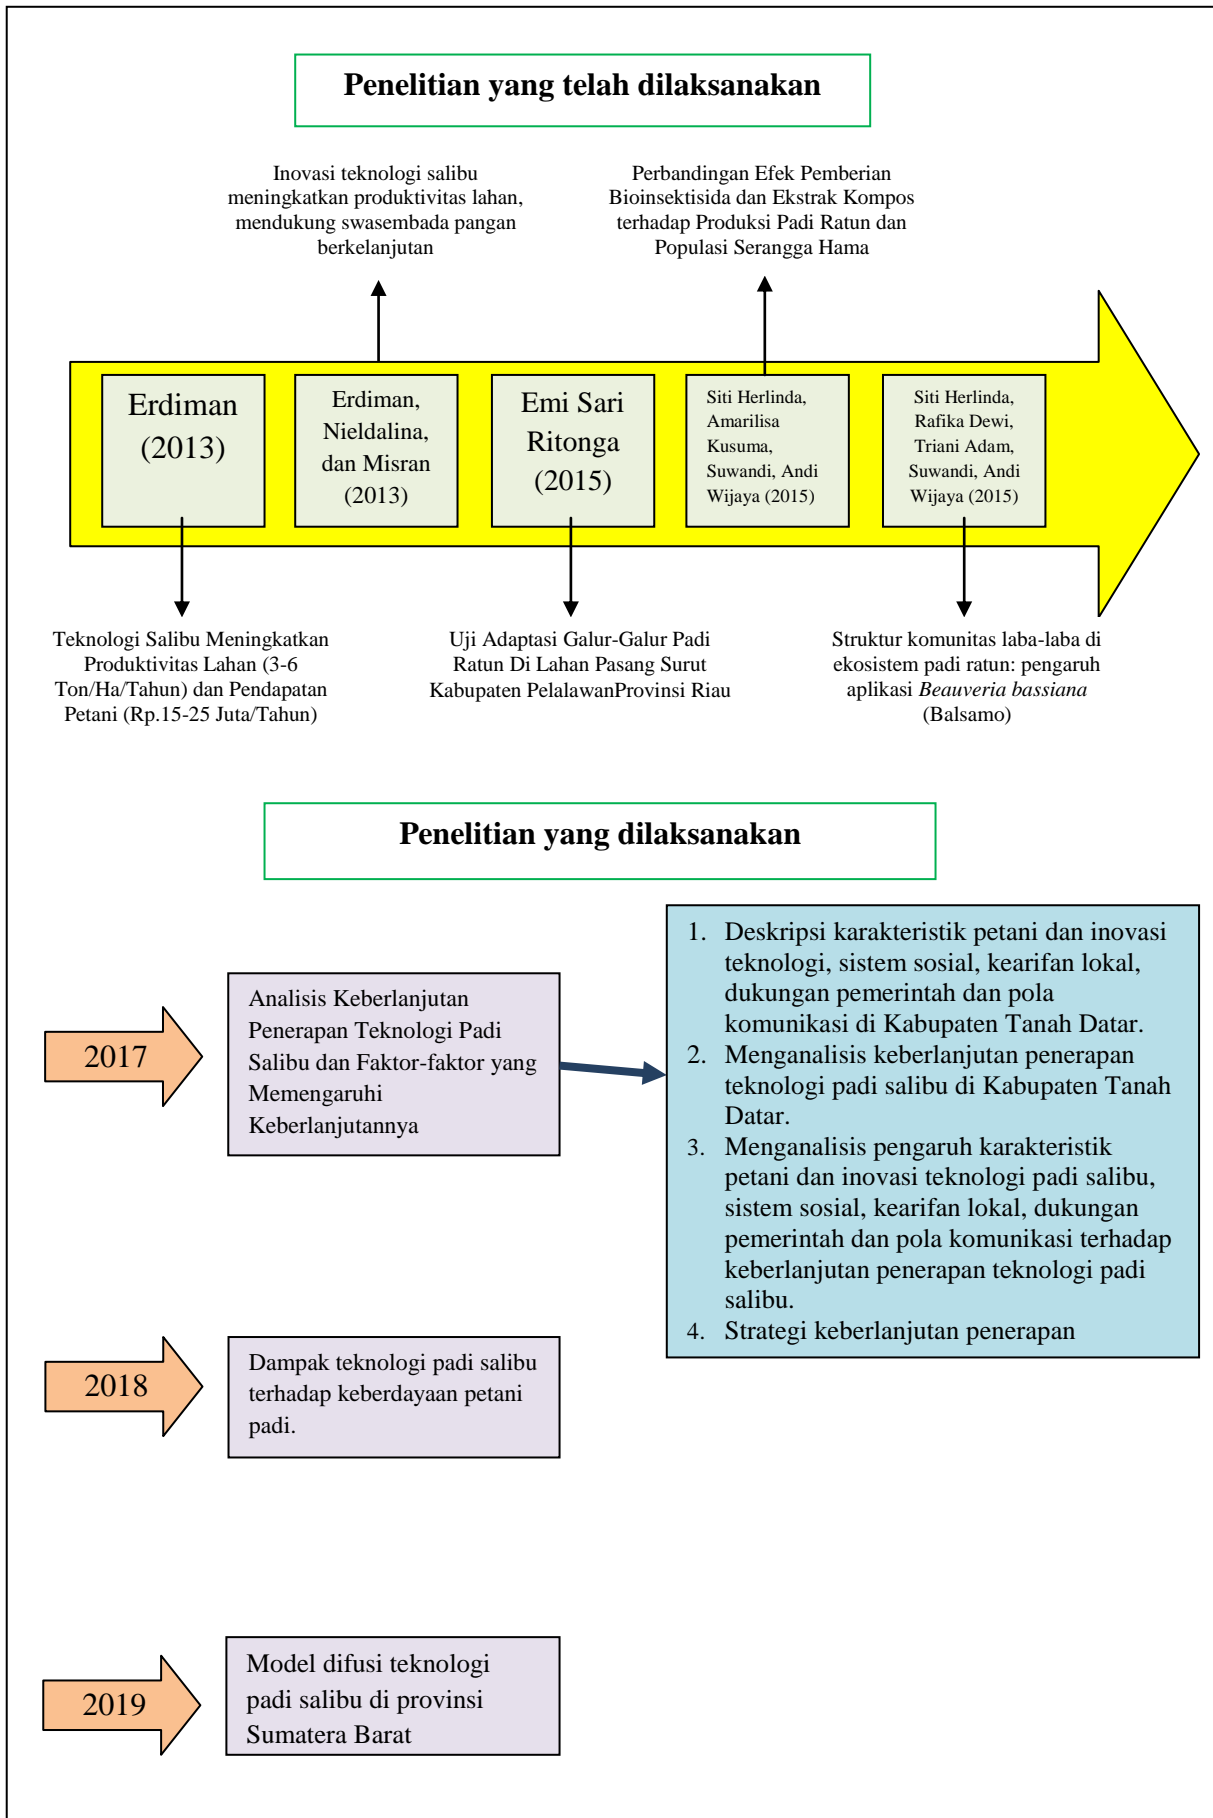 Penelitian yang telah dilaksanakan
Inovasi teknologi salibu
meningkatkan produktivitas lahan,
mendukung swasembada pangan
berkelanjutan
Perbandingan Efek Pemberian
Bioinsektisida dan Ekstrak Kompos
terhadap Produksi Padi Ratun dan
Populasi Serangga Hama
Erdiman
(2013)
Erdiman,
Nieldalina,
dan Misran
(2013)
Emi Sari
Ritonga
(2015)
Siti Herlinda,
Amarilisa
Kusuma,
Suwandi, Andi
Wijaya (2015)
Siti Herlinda,
Rafika Dewi,
Triani Adam,
Suwandi, Andi
Wijaya (2015)
Teknologi Salibu Meningkatkan
Produktivitas Lahan (3-6
Ton/Ha/Tahun) dan Pendapatan
Petani (Rp.15-25 Juta/Tahun)
Uji Adaptasi Galur-Galur Padi
Ratun Di Lahan Pasang Surut
Kabupaten PelalawanProvinsi Riau
Struktur komunitas laba-laba di
ekosistem padi ratun: pengaruh
aplikasi Beauveria bassiana
(Balsamo)
Penelitian yang dilaksanakan
2017
Analisis Keberlanjutan
Penerapan Teknologi Padi
Salibu dan Faktor-faktor yang
Memengaruhi
Keberlanjutannya
1. Deskripsi karakteristik petani dan inovasi
teknologi, sistem sosial, kearifan lokal,
dukungan pemerintah dan pola
komunikasi di Kabupaten Tanah Datar.
2. Menganalisis keberlanjutan penerapan
teknologi padi salibu di Kabupaten Tanah
Datar.
3. Menganalisis pengaruh karakteristik
petani dan inovasi teknologi padi salibu,
sistem sosial, kearifan lokal, dukungan
pemerintah dan pola komunikasi terhadap
keberlanjutan penerapan teknologi padi
salibu.
4. Strategi keberlanjutan penerapan
2018
Dampak teknologi padi salibu
terhadap keberdayaan petani
padi.
2019
Model difusi teknologi
padi salibu di provinsi
Sumatera Barat